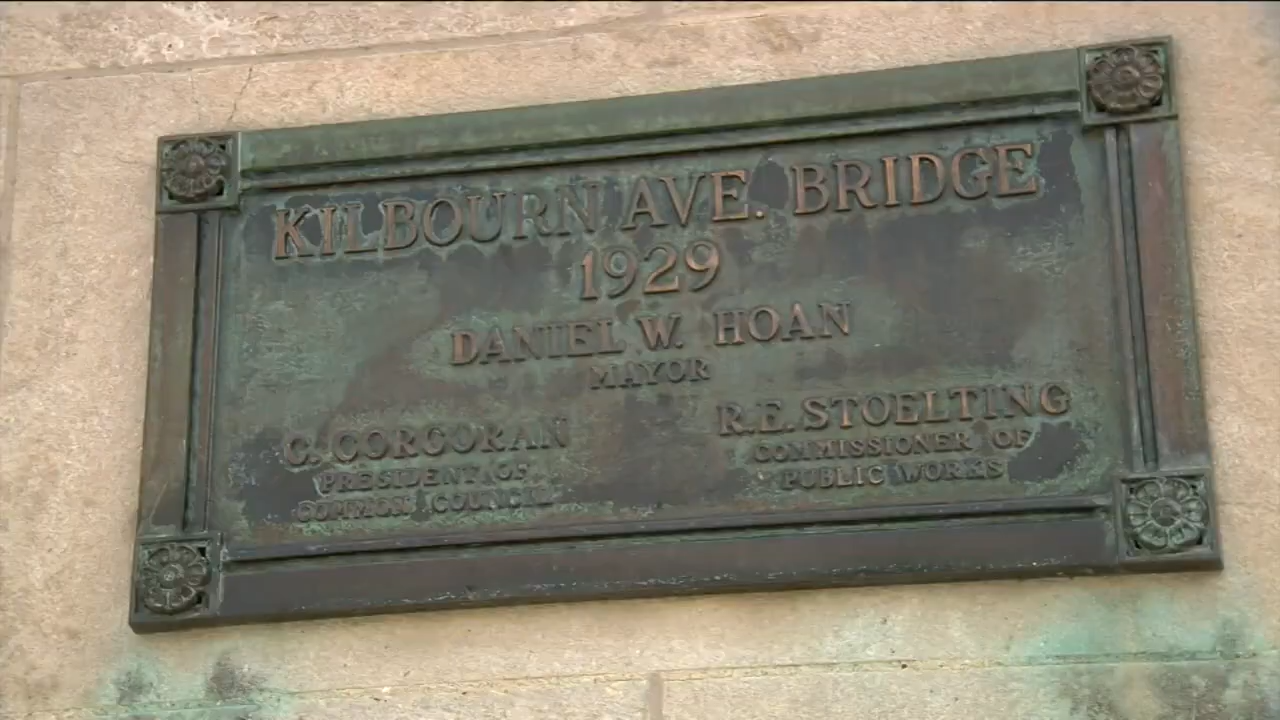 KILBOURN AVE. BRIDGE
1929
DANIEL W. HOAN
MAYOR
C. CORCORAN
PRESIDENT OF
COMMON COUNCIL
R.E. STOELTING
COMMISSIONER OF
PUBLIC WORKS